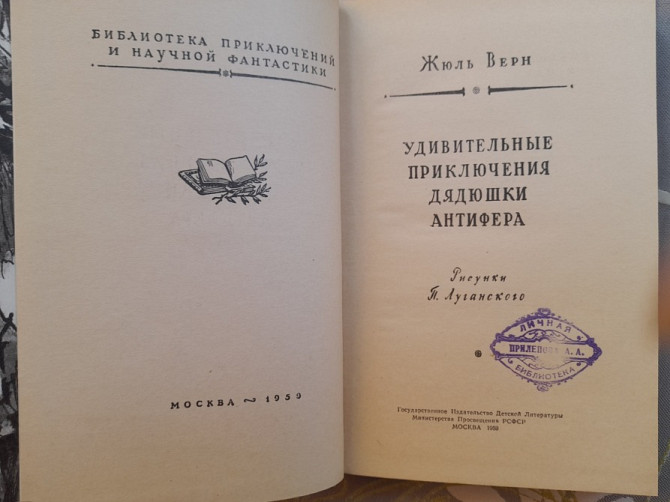 БИБЛИОТЕКА ПРИКЛЮЧЕНИЙ
И НАУЧНОЙ ФАНТАСТИКИ
МОСКВА ~ 1959
Жюль Верн
УДИВИТЕЛЬНЫЕ
ПРИКЛЮЧЕНИЯ
ДЯДЮШКИ
АНТИФЕРА
Рисунки
П. Луганского
ЛИЧНАЯ
А. А.
БИБЛИОТЕКА
Государственное Издательство Детской Литературы
Министерства Просвещения РСФСР
МОСКВА 1959